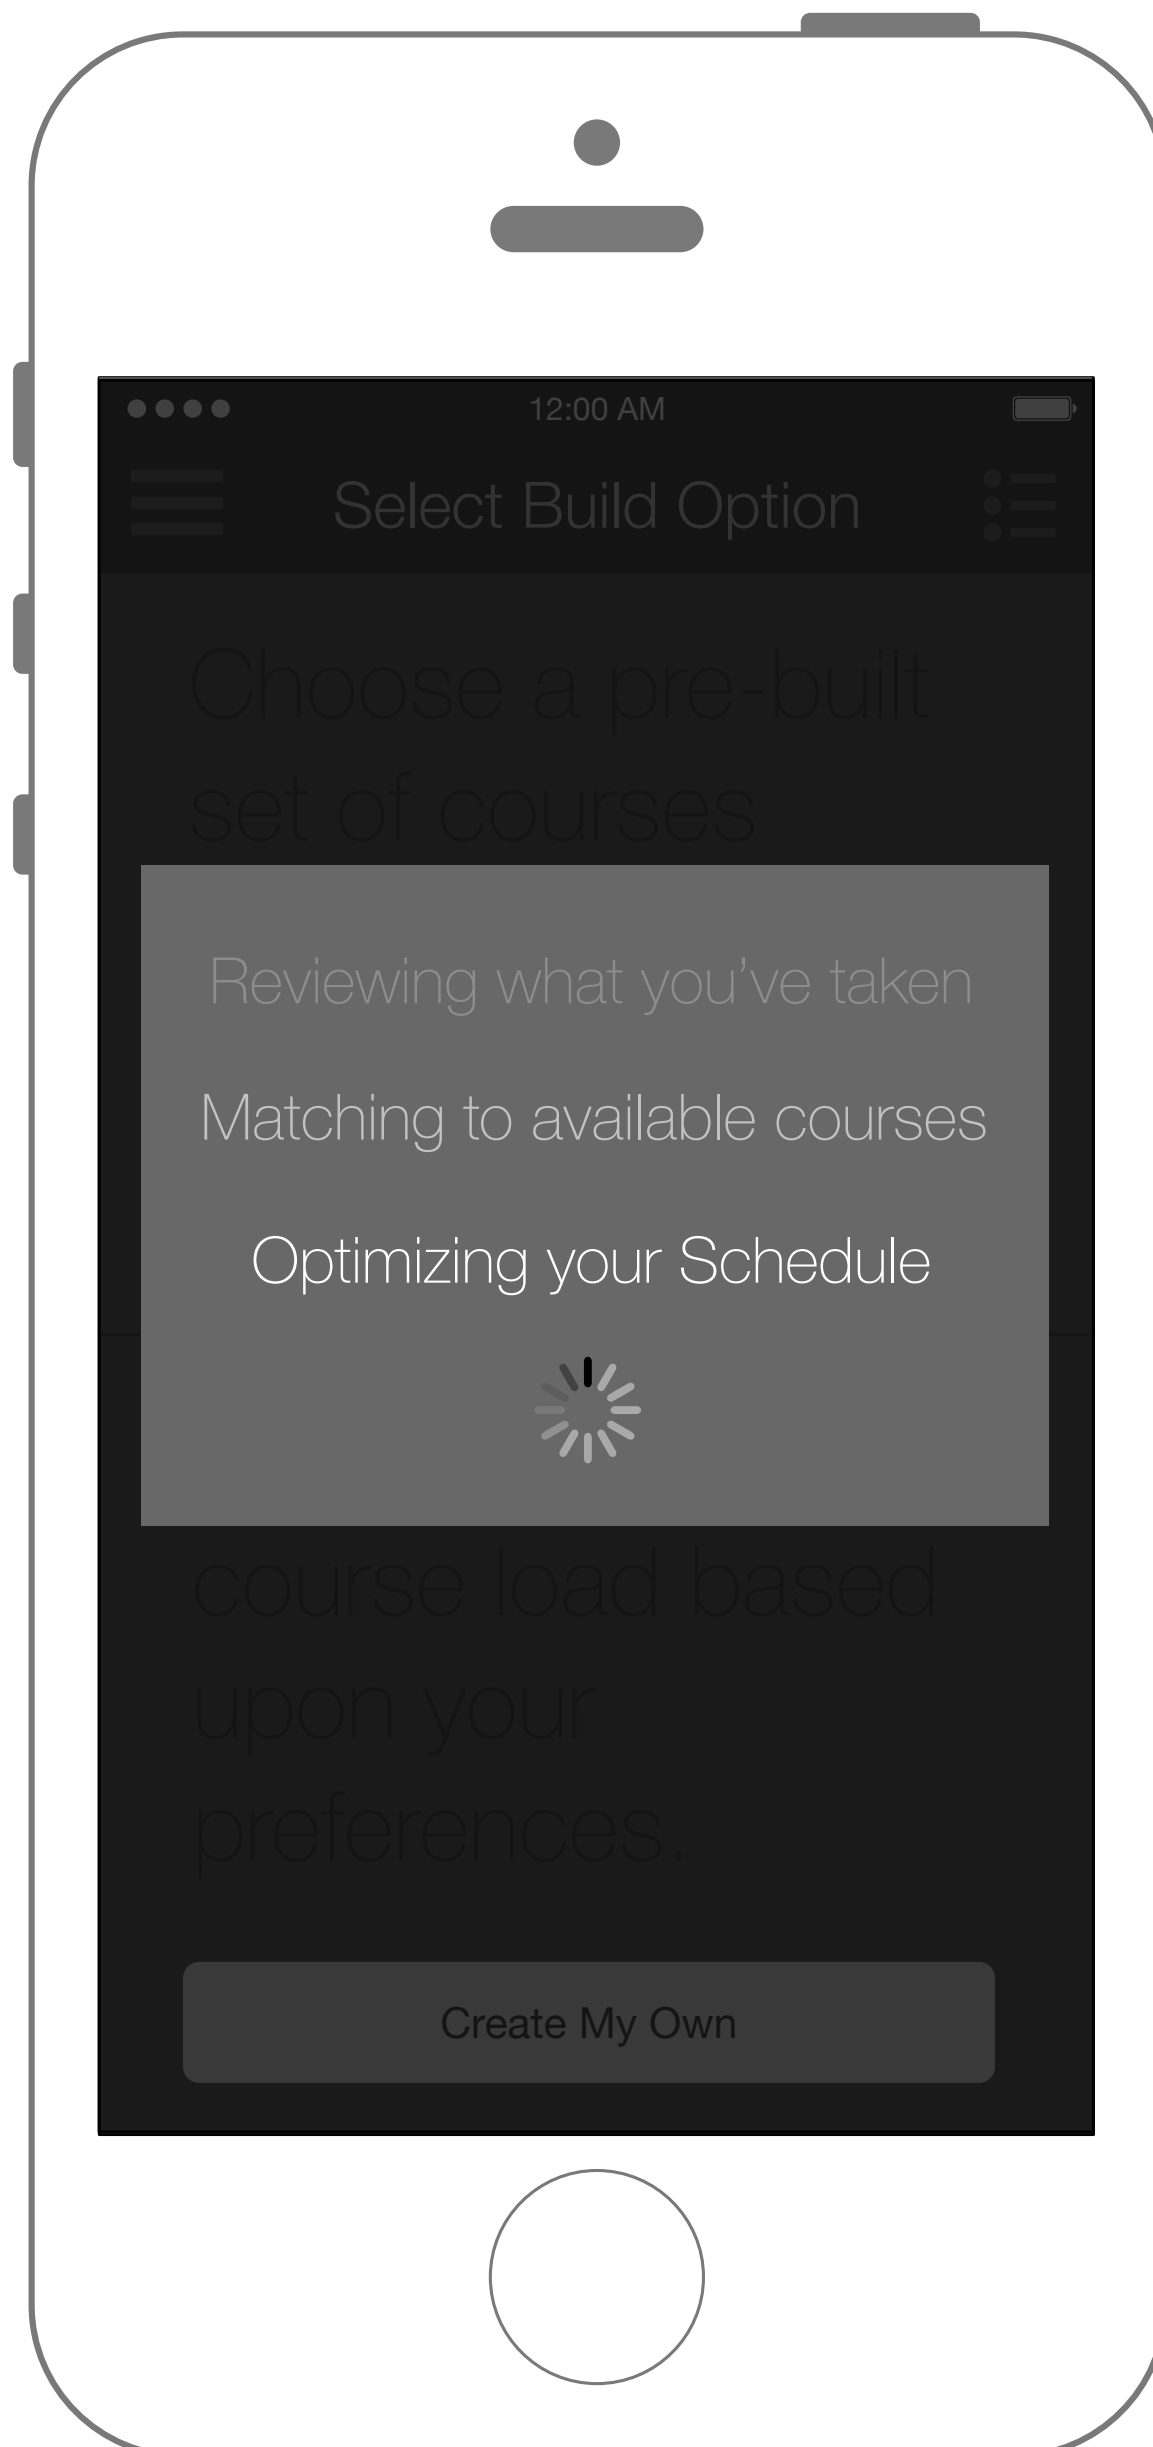 12:00 AM
Select Build Option
Choose a pre-built
set of courses
Reviewing what you've taken
Matching to available courses
Optimizing your Schedule
course load based
upon your
preferences.
Create My Own